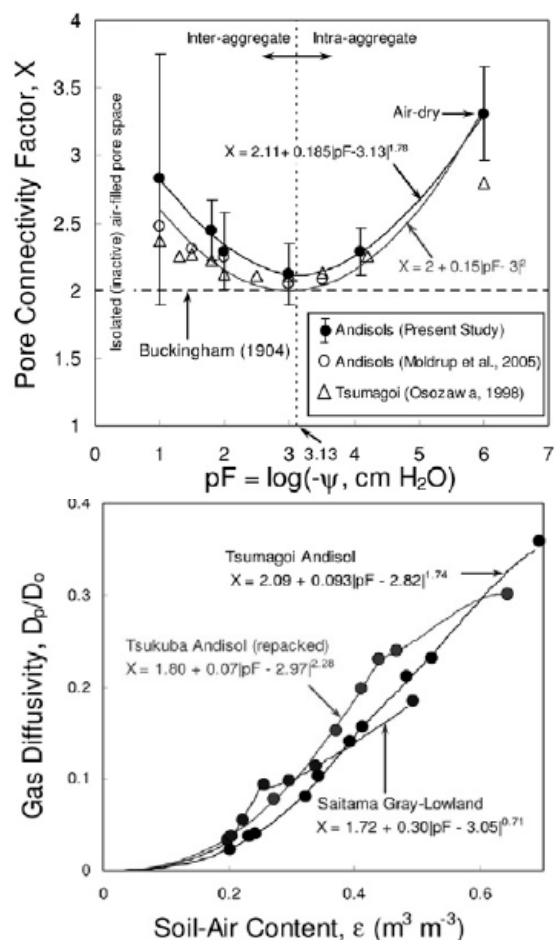 4
3.5
3
2.5
2
1.5
1
Pore Connectivity Factor, X
Inter-aggregate
Intra-aggregate
Isolated (inactive) air-filled pore space
Air-dry
X = 2.11+ 0.185|pF-3.13|^1.78
X = 2 + 0.15|pF- 3|^2
Buckingham (1904)
Andisols (Present Study)
Andisols (Moldrup et al., 2005)
Tsumagoi (Osozawa, 1998)
0 1 2 3 3.13 4 5 6 7
pF = log(-ψ, cm H₂O)
0.4
0.3
0.2
0.1
0
Gas Diffusivity, Dₚ/Dₒ
Tsumagoi Andisol
X = 2.09 + 0.093|pF - 2.82|^1.74
Tsukuba Andisol (repacked)
X = 1.80 + 0.07|pF - 2.97|^2.28
Saitama Gray-Lowland
X = 1.72 + 0.30|pF - 3.05|^0.71
0.0 0.2 0.4 0.6
Soil-Air Content, ε (m³ m⁻³)